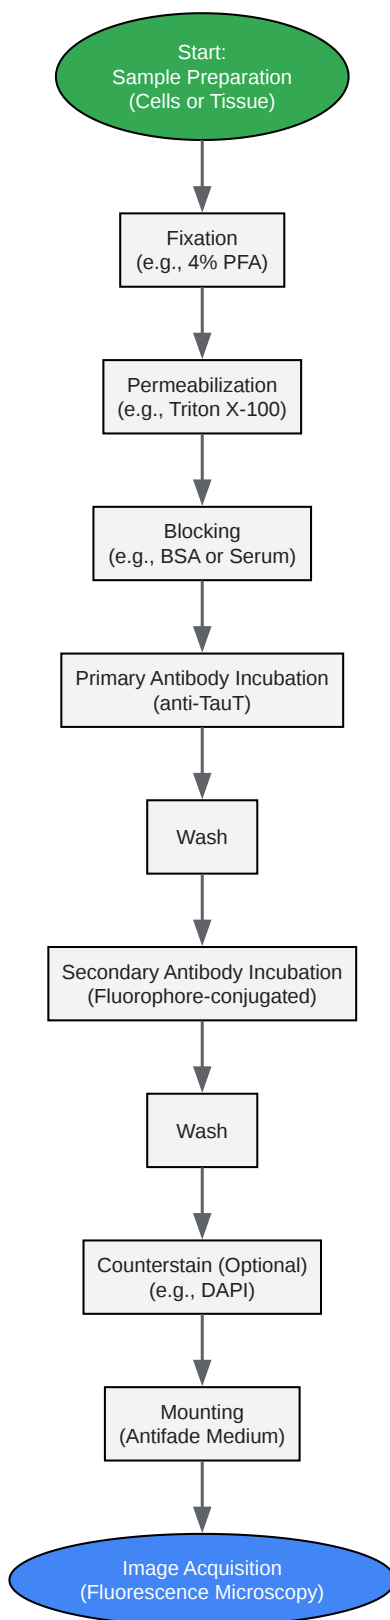 Start:
Sample Preparation
(Cells or Tissue)
Fixation
(e.g., 4% PFA)
Permeabilization
(e.g., Triton X-100)
Blocking
(e.g., BSA or Serum)
Primary Antibody Incubation
(anti-TauT)
Wash
Secondary Antibody Incubation
(Fluorophore-conjugated)
Wash
Counterstain (Optional)
(e.g., DAPI)
Mounting
(Antifade Medium)
Image Acquisition
(Fluorescence Microscopy)